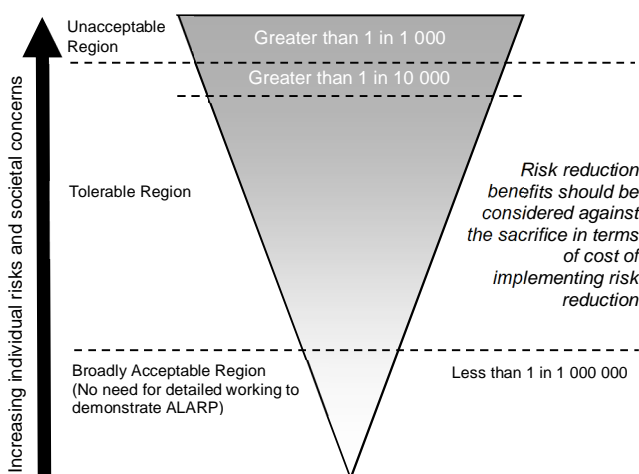 Unacceptable
Region
Greater than 1 in 1 000
Greater than 1 in 10 000
Increasing individual risks and societal concerns
Tolerable Region
Risk reduction
benefits should be
considered against
the sacrifice in terms
of cost of
implementing risk
reduction
Broadly Acceptable Region
(No need for detailed working to
demonstrate ALARP)
Less than 1 in 1 000 000